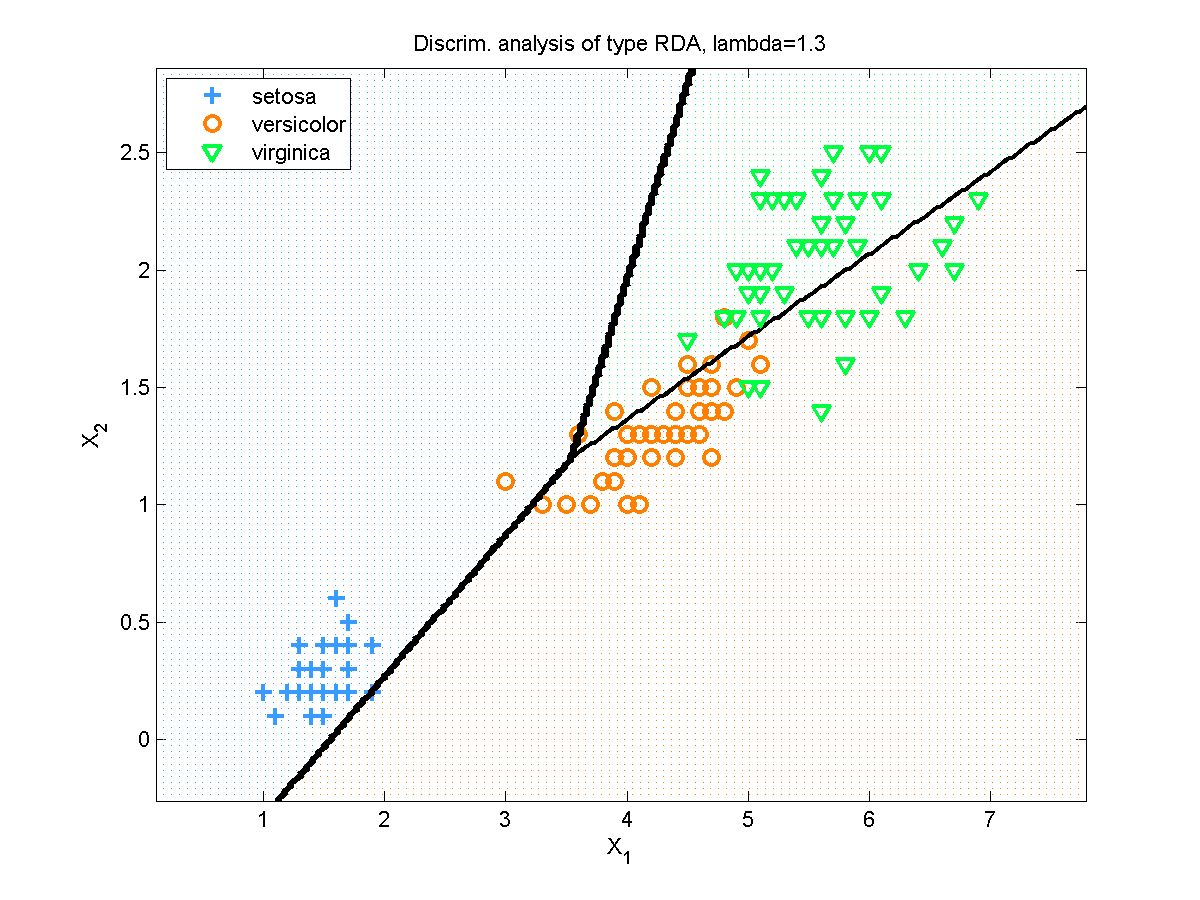 Discrim. analysis of type RDA, lambda=1.3
setosa
versicolor
virginica
2.5
2
1.5
1
0.5
0
X2
1 2 3 4 5 6 7
X1